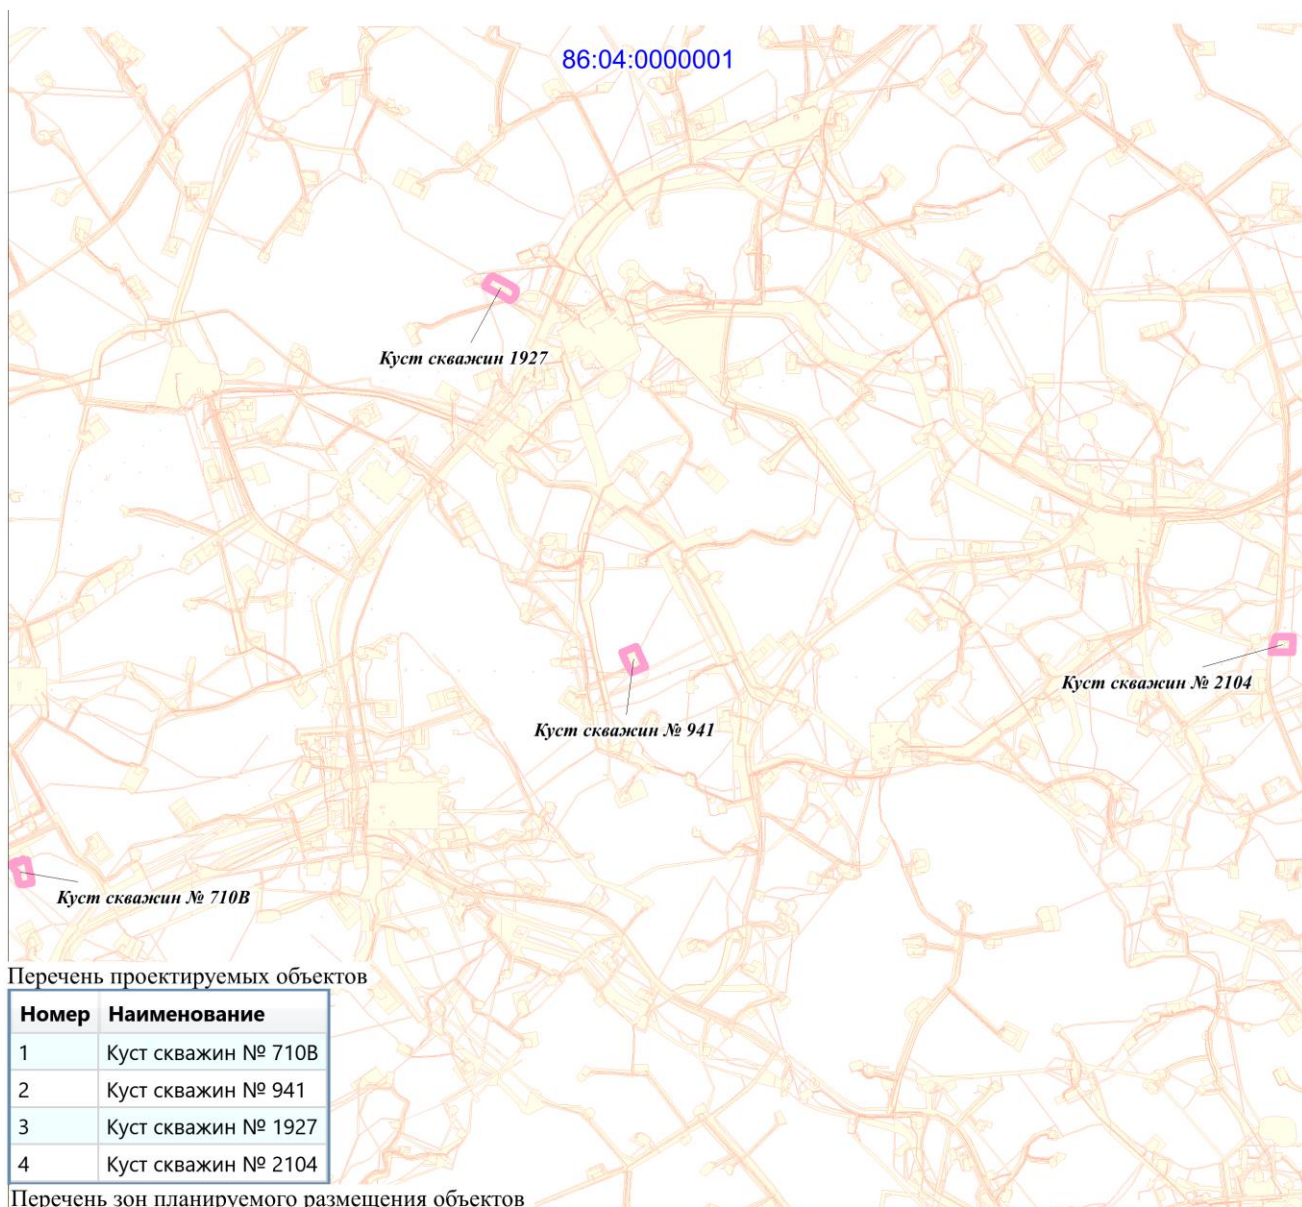 86:04:0000001
Куст скважин 1927
Куст скважин № 2104
Куст скважин № 941
Куст скважин № 710В
Перечень проектируемых объектов
Номер Наименование
1 Куст скважин № 710В
2 Куст скважин № 941
3 Куст скважин № 1927
4 Куст скважин № 2104
Перечень зон планируемого размещения объектов